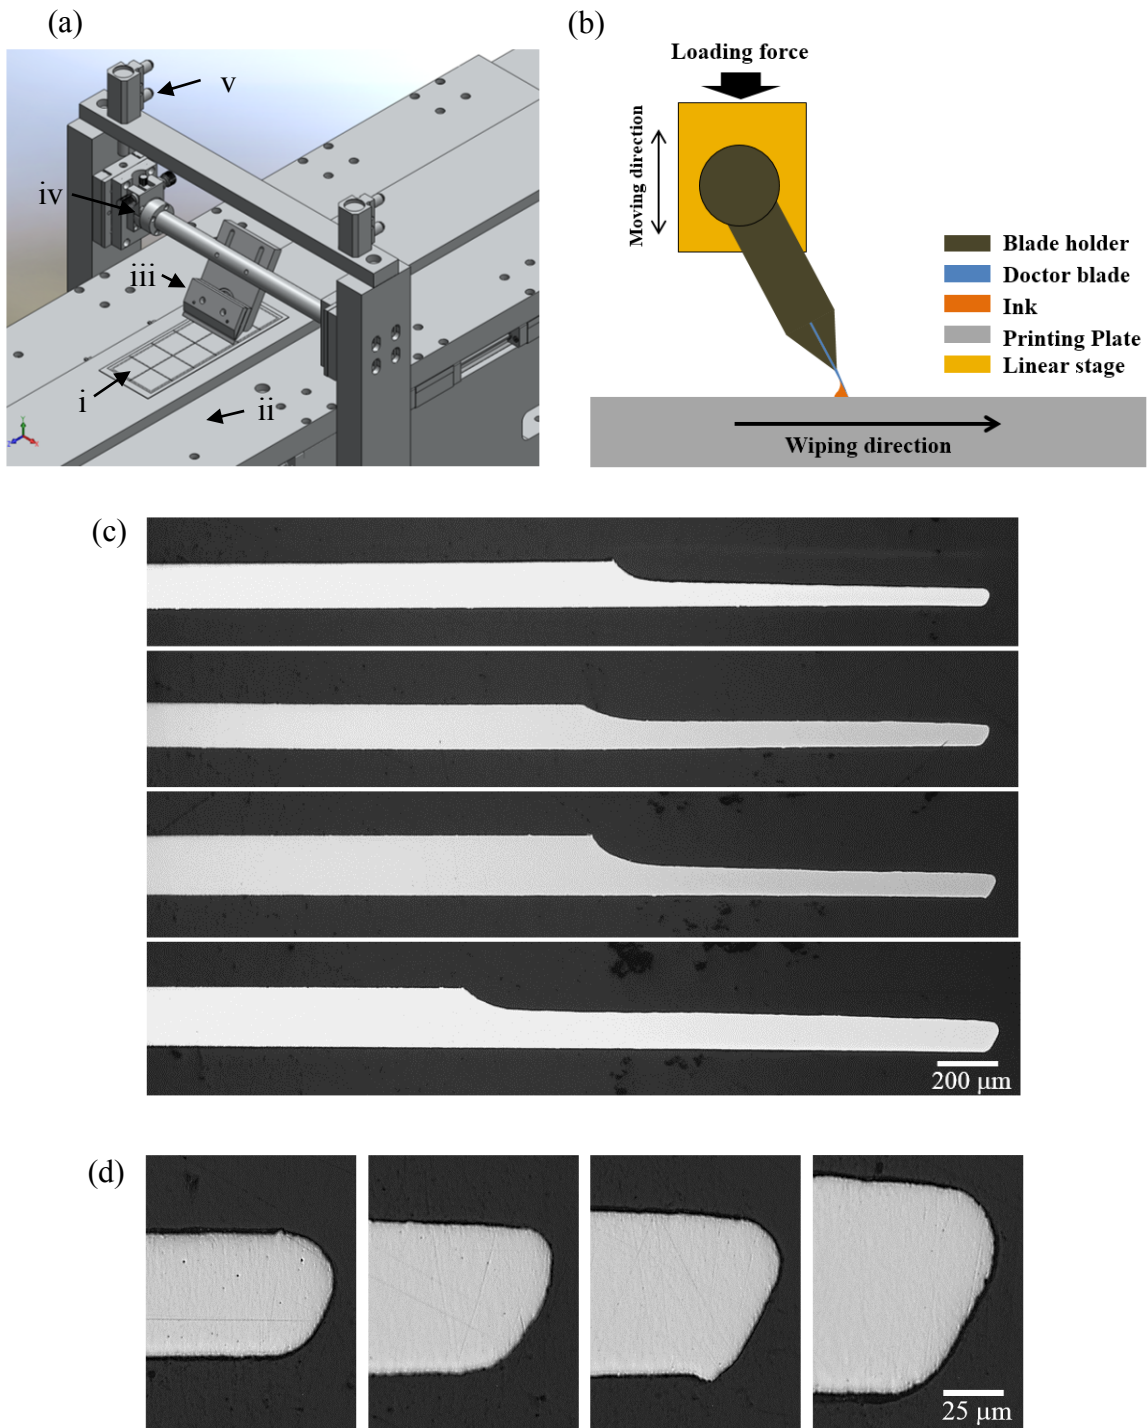 (a)
v
iv
iii
i
ii
(b)
Loading force
Moving direction
Blade holder
Doctor blade
Ink
Printing Plate
Linear stage
Wiping direction
(c)
200 μm
(d)
25 μm